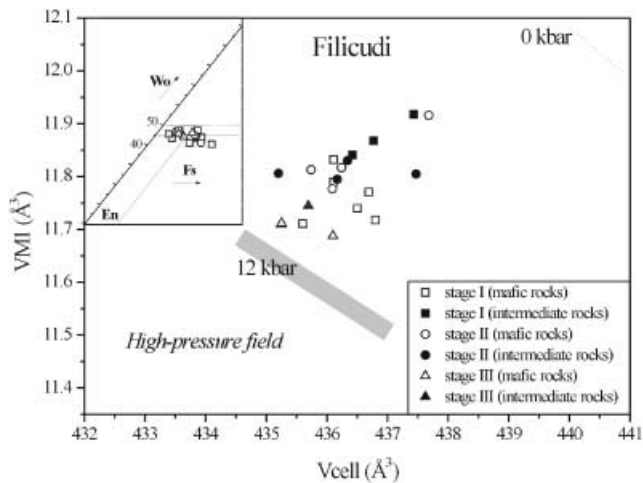 Filicudi
0 kbar
Wo
50
40
Fs
En
12.1
12.0
11.9
11.8
11.7
11.6
11.5
11.4
VM1 (Å³)
12 kbar
High-pressure field
stage I (mafic rocks)
stage I (intermediate rocks)
stage II (mafic rocks)
stage II (intermediate rocks)
stage III (mafic rocks)
stage III (intermediate rocks)
432 433 434 435 436 437 438 439 440 441
Vcell (Å³)